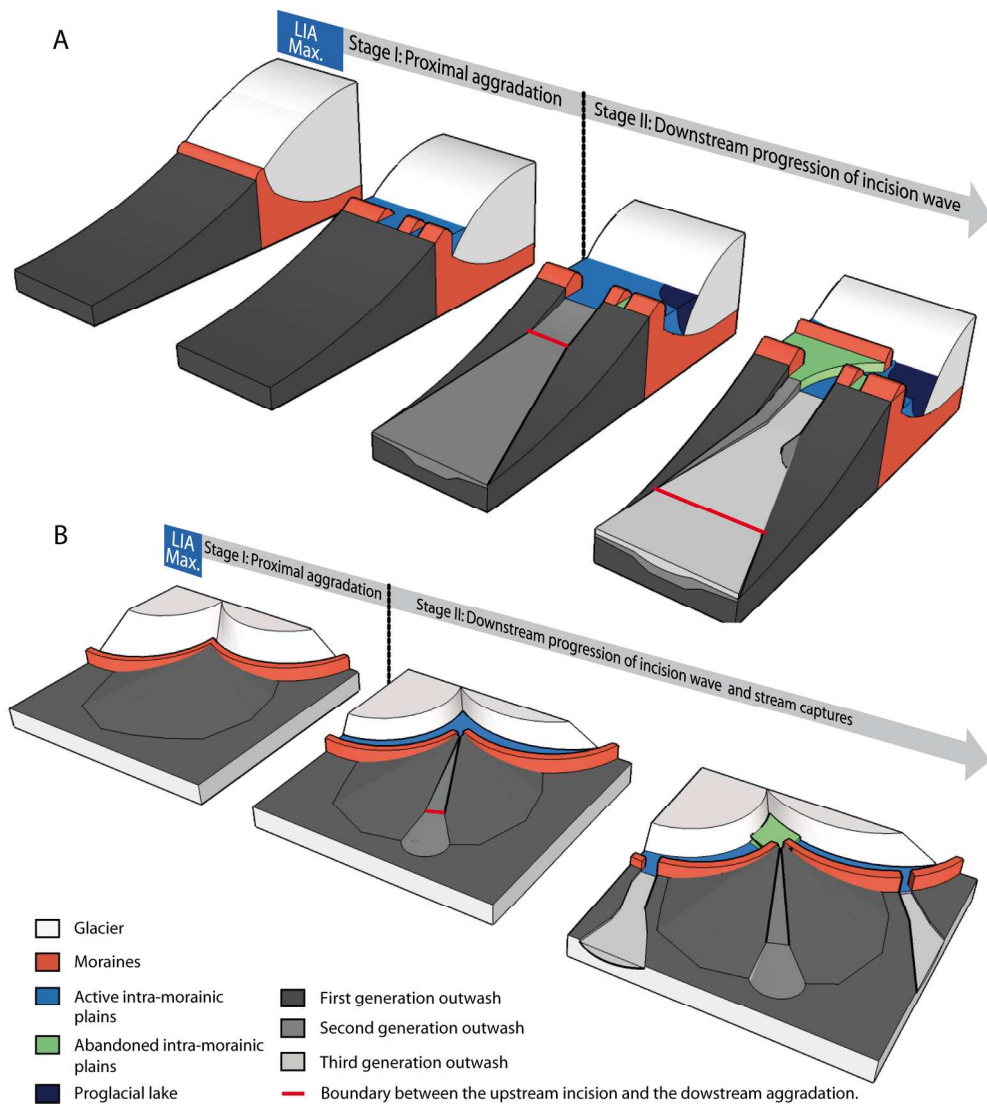 A
LIA
Max.
Stage I: Proximal aggradation
Stage II: Downstream progression of incision wave
B
LIA
Max.
Stage I: Proximal aggradation
Stage II: Downstream progression of incision wave and stream captures
Glacier
Moraines
Active intra-morainic
plains
Abandoned intra-morainic
plains
Proglacial lake
First generation outwash
Second generation outwash
Third generation outwash
Boundary between the upstream incision and the dowstream aggradation.